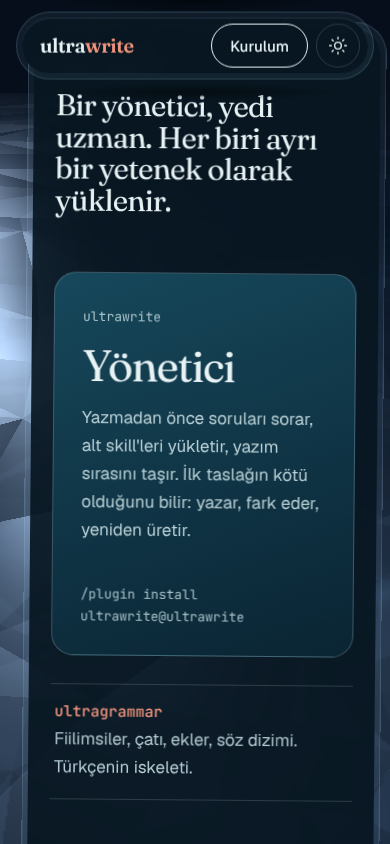 ultrawrite
Kurulum
Bir yönetici, yedi
uzman. Her biri ayrı
bir yetenek olarak
yüklenir.
ultrawrite
Yönetici
Yazmadan önce soruları sorar,
alt skill'leri yükletir, yazım
sırasını taşır. İlk taslağın kötü
olduğunu bilir: yazar, fark eder,
yeniden üretir.
/plugin install
ultrawrite@ultrawrite
ultragrammar
Fiilimsiler, çatı, ekler, söz dizimi.
Türkçenin iskeleti.